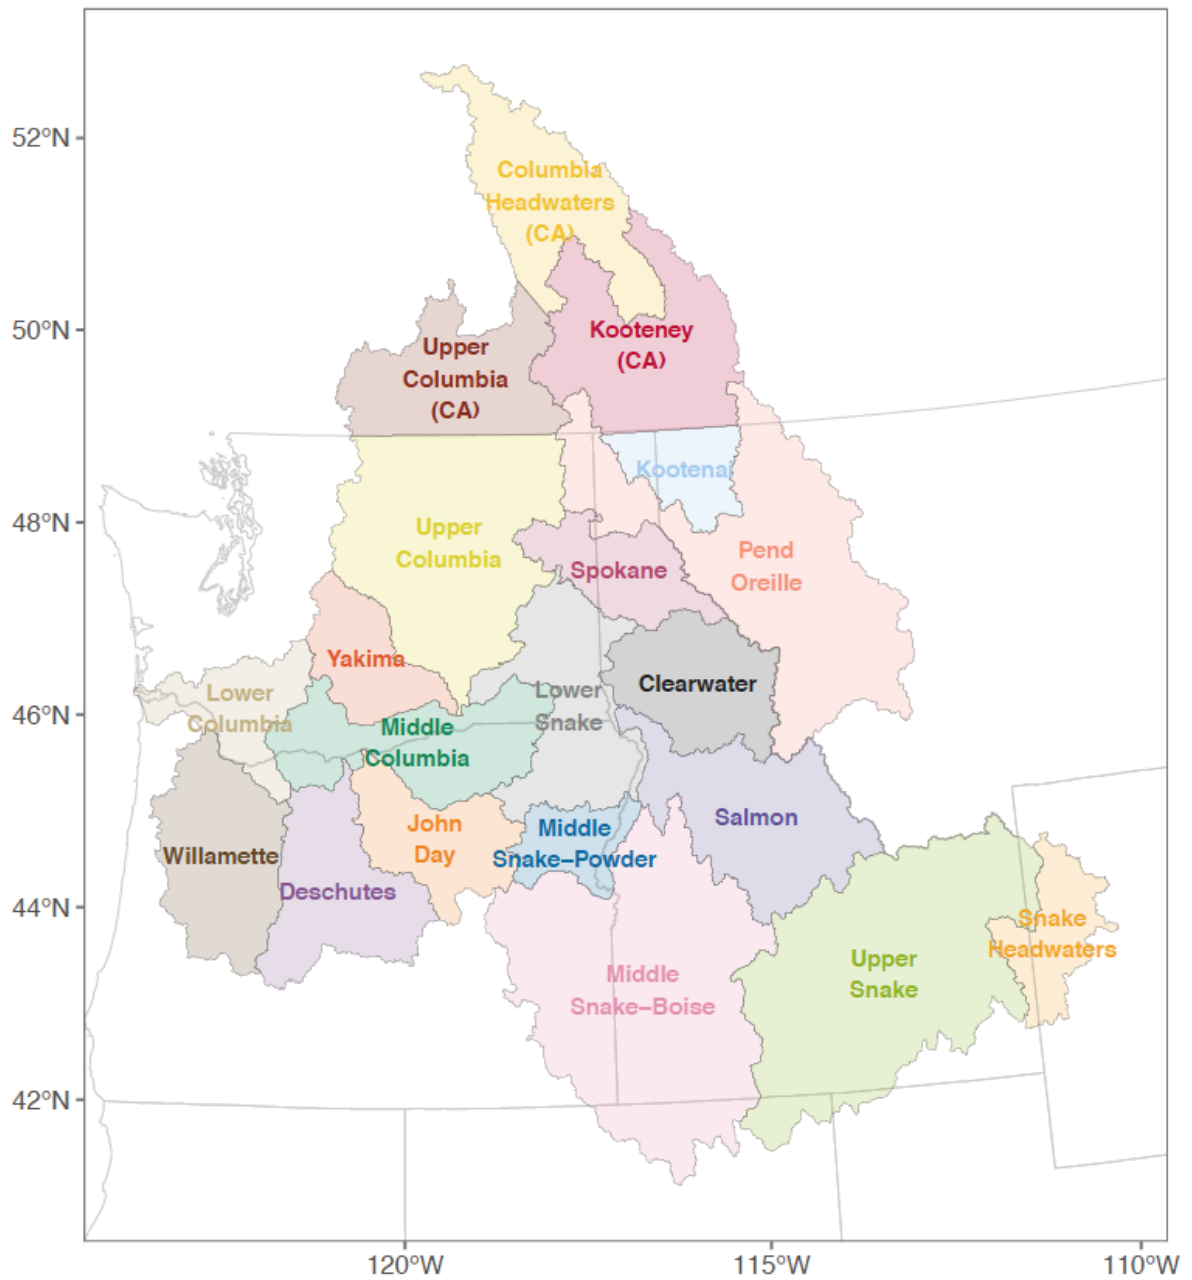 52°N
50°N
48°N
46°N
44°N
42°N
Columbia
Headwaters
(CA)
Kooteney
(CA)
Upper
Columbia
(CA)
Kootenai
Upper
Columbia
Pend
Oreille
Spokane
Yakima
Clearwater
Lower
Columbia
Lower
Snake
Middle
Columbia
Salmon
John
Day
Middle
Snake–Powder
Willamette
Deschutes
Snake
Headwaters
Upper
Snake
Middle
Snake–Boise
120°W
115°W
110°W